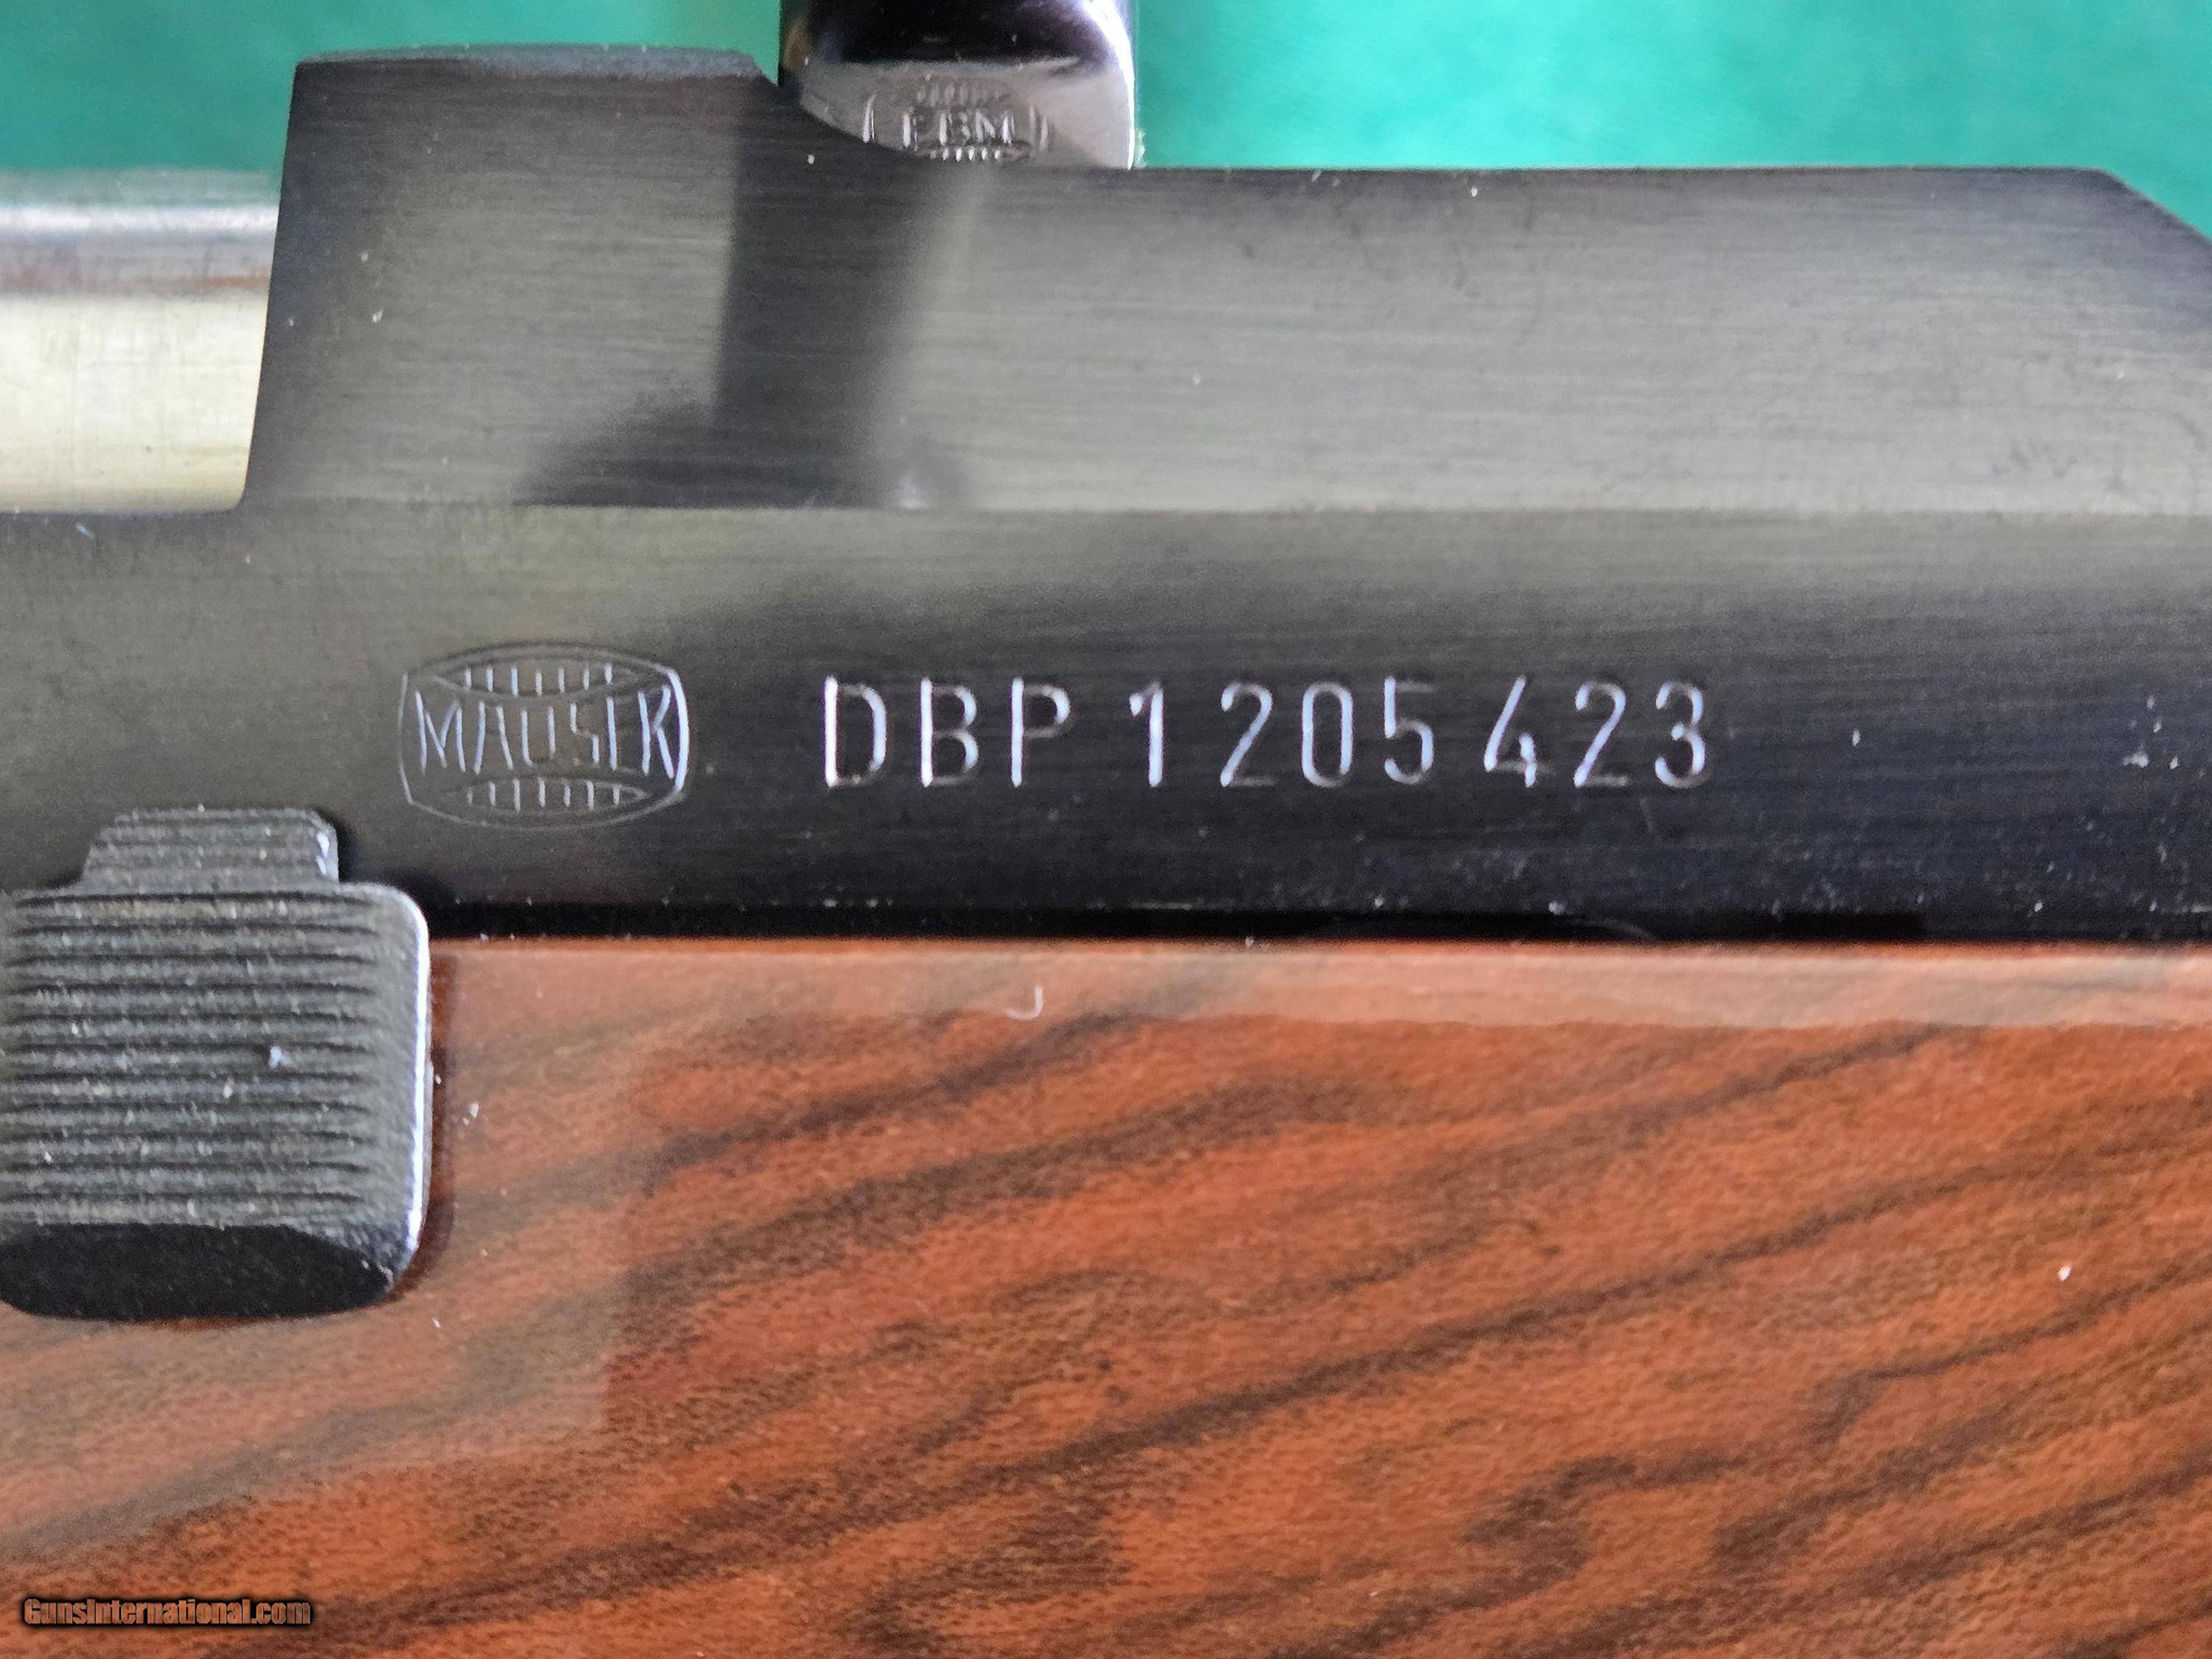 EBM
MAUSER
DBP 1205423
GunsInternational.com